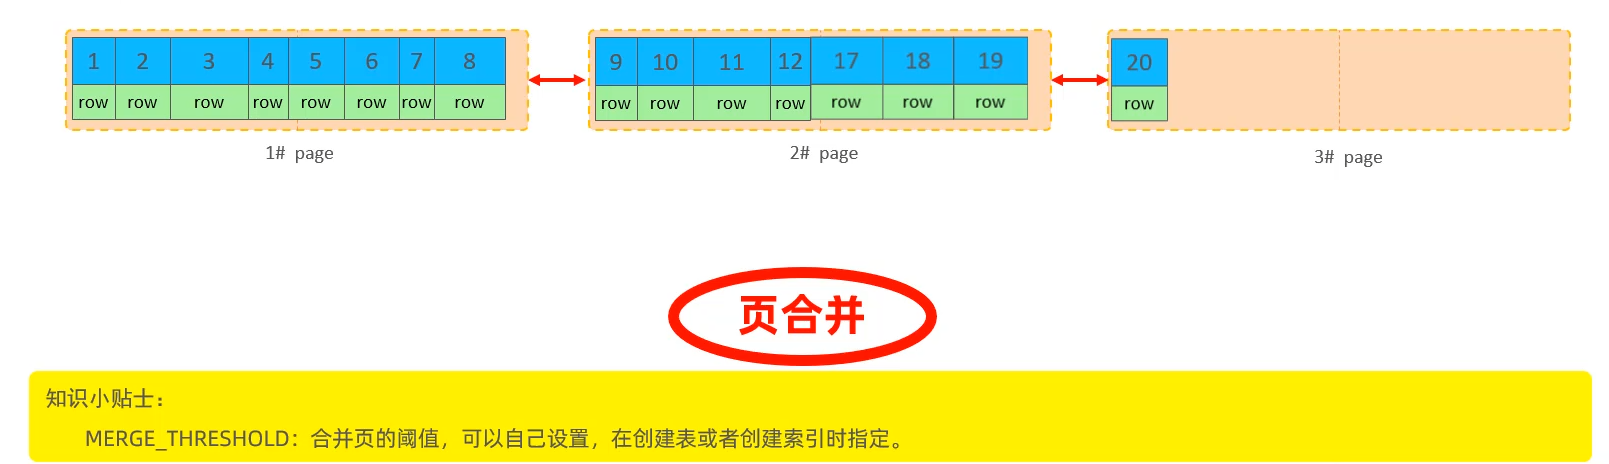 1 2 3 4 5 6 7 8
row row row row row row row row
1# page
9 10 11 12 17 18 19
row row row row row row row
2# page
20
row
3# page
页合并
知识小贴士：
MERGE_THRESHOLD：合并页的阈值，可以自己设置，在创建表或者创建索引时指定。